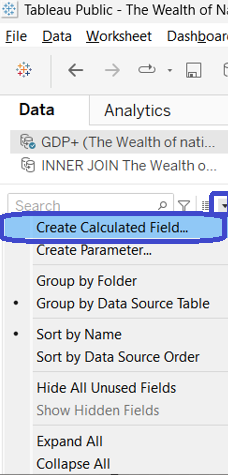 Tableau Public - The Wealth of Na
File Data Worksheet Dashboa
Data Analytics
GDP+ (The Wealth of nati...
INNER JOIN The Wealth o...
Search
Create Calculated Field...
Create Parameter...
Group by Folder
• Group by Data Source Table
• Sort by Name
Sort by Data Source Order
Hide All Unused Fields
Show Hidden Fields
Expand All
Collapse All